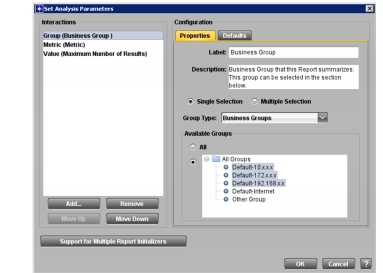 Set Analysis Parameters
Interactions
Group (Business Group )
Metric (Metric)
Value (Maximum Number of Results)
Add...
Remove
Move Up
Move Down
Support for Multiple Report Initializers
Configuration
Properties
Defaults
Label: Business Group
Description: Business Group that this Report summarizes.
This group can be selected in the section
below.
Single Selection
Multiple Selection
Group Type: Business Groups
Available Groups
All
All Groups
Default-10.x.x.x
Default-172.x.x.x
Default-192.168.x.x
Default-Internet
Other Group
OK
Cancel
?